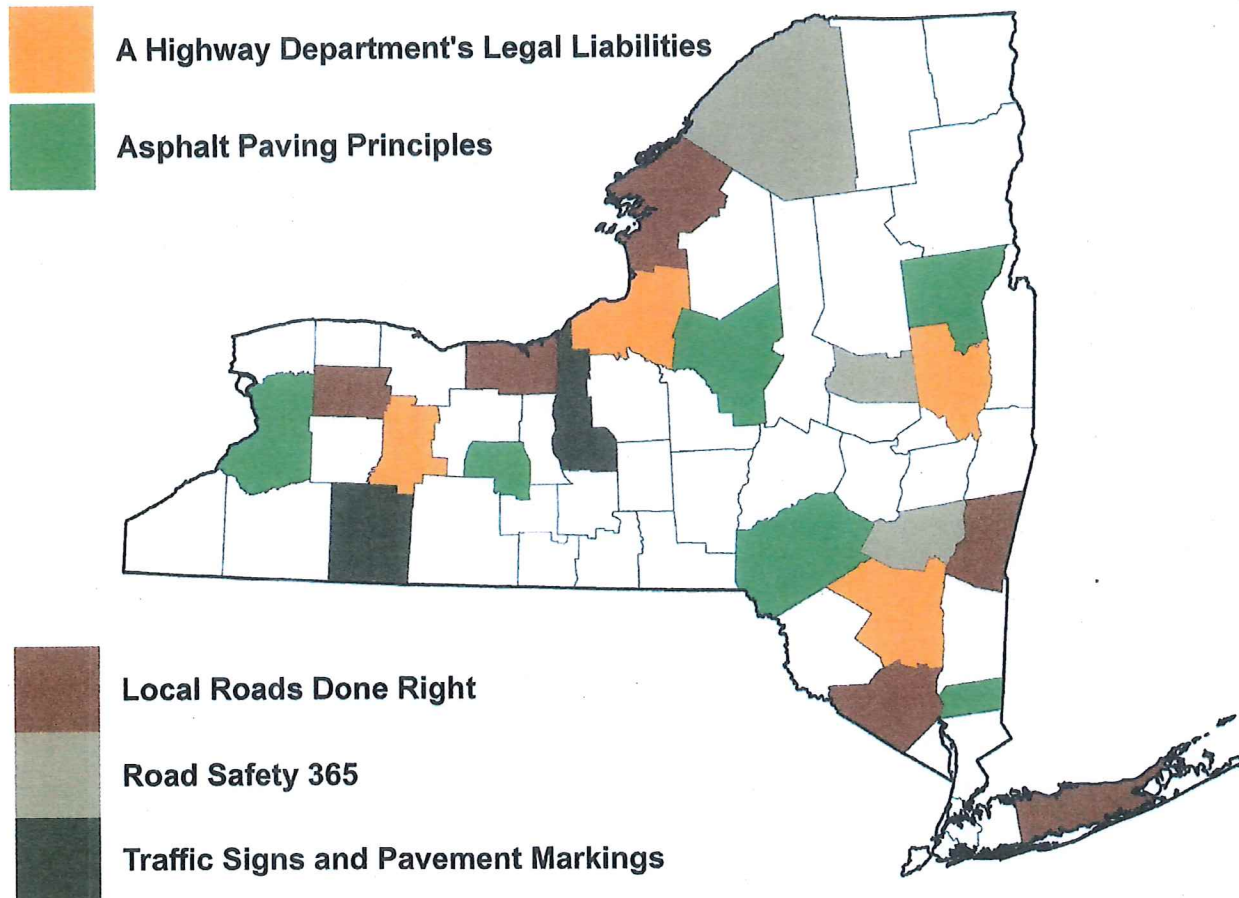 A Highway Department's Legal Liabilities
Asphalt Paving Principles
Local Roads Done Right
Road Safety 365
Traffic Signs and Pavement Markings